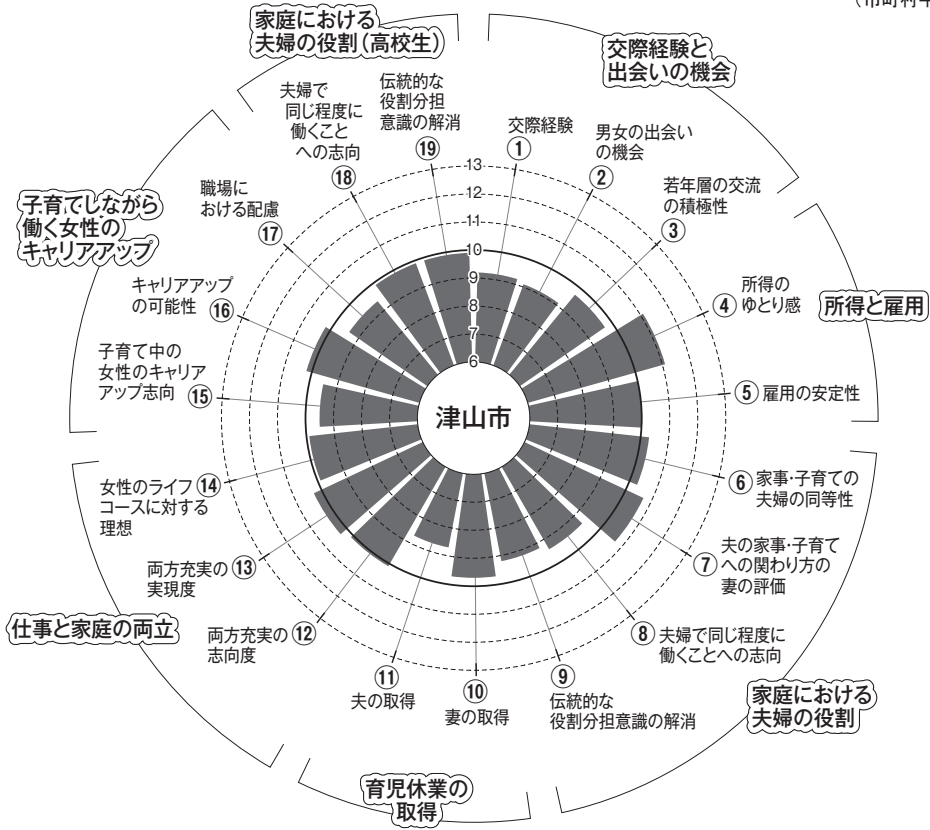 (市町村平
家庭における
夫婦の役割(高校生)
交際経験と
出会いの機会
所得と雇用
家庭における
夫婦の役割
育児休業の
取得
仕事と家庭の両立
子育てしながら
働く女性の
キャリアアップ
交際経験
①
男女の出会い
の機会
②
若年層の交流
の積極性
③
④
所得の
ゆとり感
⑤雇用の安定性
⑥家事・子育ての
夫婦の同等性
夫の家事・子育て
⑦への関わり方の
妻の評価
⑧夫婦で同じ程度に
働くことへの志向
⑨
伝統的な
役割分担意識の解消
⑩
妻の取得
⑪
夫の取得
両方充実の⑫
志向度
両方充実の⑬
実現度
女性のライフ⑭
コースに対する
理想
子育て中の
女性のキャリア
アップ志向⑮
キャリアアップ
の可能性⑯
職場に
おける配慮
⑰
夫婦で
同じ程度に
働くこと
への志向
⑱
伝統的な
役割分担
意識の解消
⑲
13
12
11
10
9
8
7
6
津山市